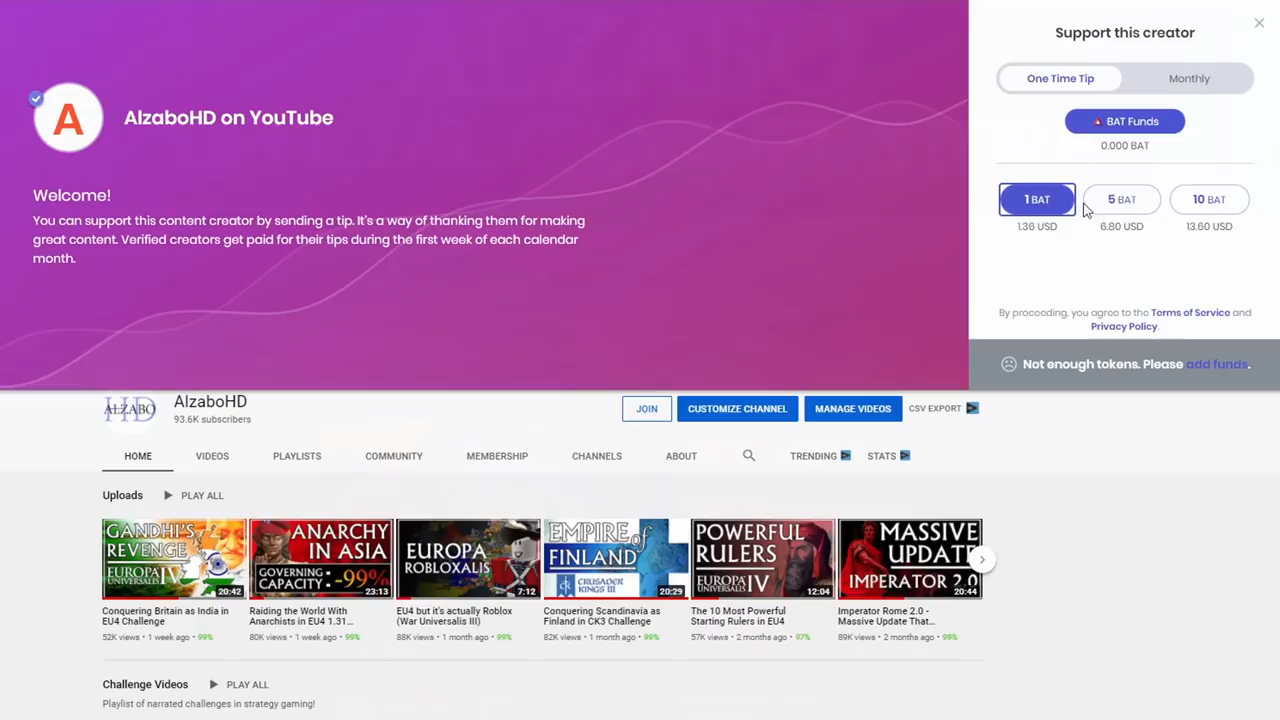 Support this creator
One Time Tip
Monthly
BAT Funds
0.000 BAT
1 BAT
5 BAT
10 BAT
1.36 USD
6.80 USD
13.60 USD
By proceeding, you agree to the Terms of Service and
Privacy Policy.
Not enough tokens. Please add funds.
A
AlzaboHD on YouTube
Welcome!
You can support this content creator by sending a tip. It's a way of thanking them for making
great content. Verified creators get paid for their tips during the first week of each calendar
month.
HD
ALZABO
AlzaboHD
93.6K subscribers
JOIN
CUSTOMIZE CHANNEL
MANAGE VIDEOS
CSV EXPORT
HOME
VIDEOS
PLAYLISTS
COMMUNITY
MEMBERSHIP
CHANNELS
ABOUT
TRENDING
STATS
Uploads
PLAY ALL
GANDHI'S
REVENGE
EUROPA
UNIVERSALIS IV
20:42
ANARCHY
IN ASIA
GOVERNING
CAPACITY: -99%
23:13
EUROPA
ROBLOXALIS
7:12
EMPIRE of
FINLAND
CRUSADER
KINGS III
20:29
POWERFUL
RULERS
EUROPA
UNIVERSALIS IV
12:04
MASSIVE
UPDATE
IMPERATOR 2.0
20:44
Conquering Britain as India in
EU4 Challenge
52K views • 1 week ago • 99%
Raiding the World With
Anarchists in EU4 1.31...
80K views • 1 week ago • 99%
EU4 but it's actually Roblox
(War Universalis III)
88K views • 1 month ago • 99%
Conquering Scandinavia as
Finland in CK3 Challenge
82K views • 1 month ago • 99%
The 10 Most Powerful
Starting Rulers in EU4
57K views • 2 months ago • 97%
Imperator Rome 2.0 -
Massive Update That...
89K views • 2 months ago • 99%
Challenge Videos
PLAY ALL
Playlist of narrated challenges in strategy gaming!